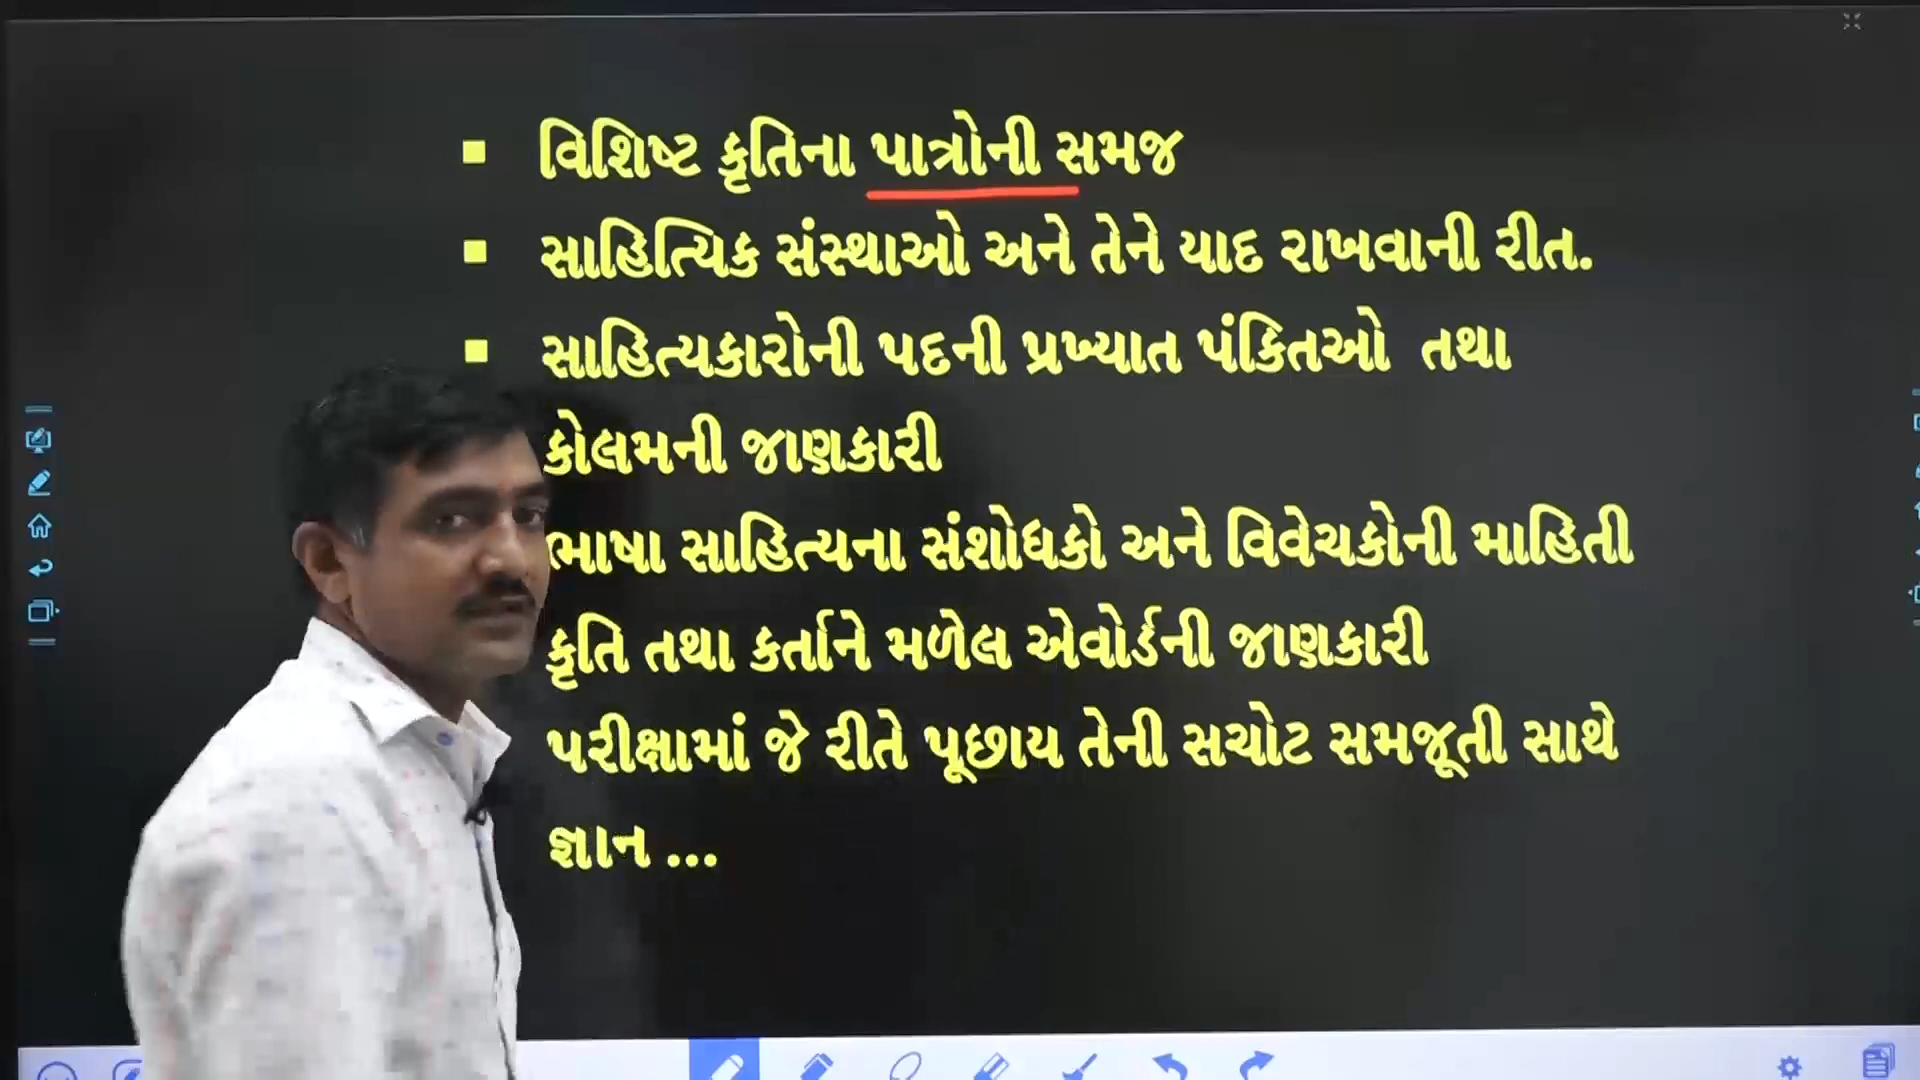 ▪ વિશિષ્ટ કૃતિના પાત્રોની સમજ
▪ સાહિત્યિક સંસ્થાઓ અને તેને યાદ રાખવાની રીત.
▪ સાહિત્યકારોની પદની પ્રખ્યાત પંકિતઓ તથા
કોલમની જાણકારી
ભાષા સાહિત્યના સંશોધકો અને વિવેચકોની માહિતી
કૃતિ તથા કર્તાને મળેલ એવોર્ડની જાણકારી
પરીક્ષામાં જે રીતે પૂછાય તેની સચોટ સમજૂતી સાથે
જ્ઞાન ...